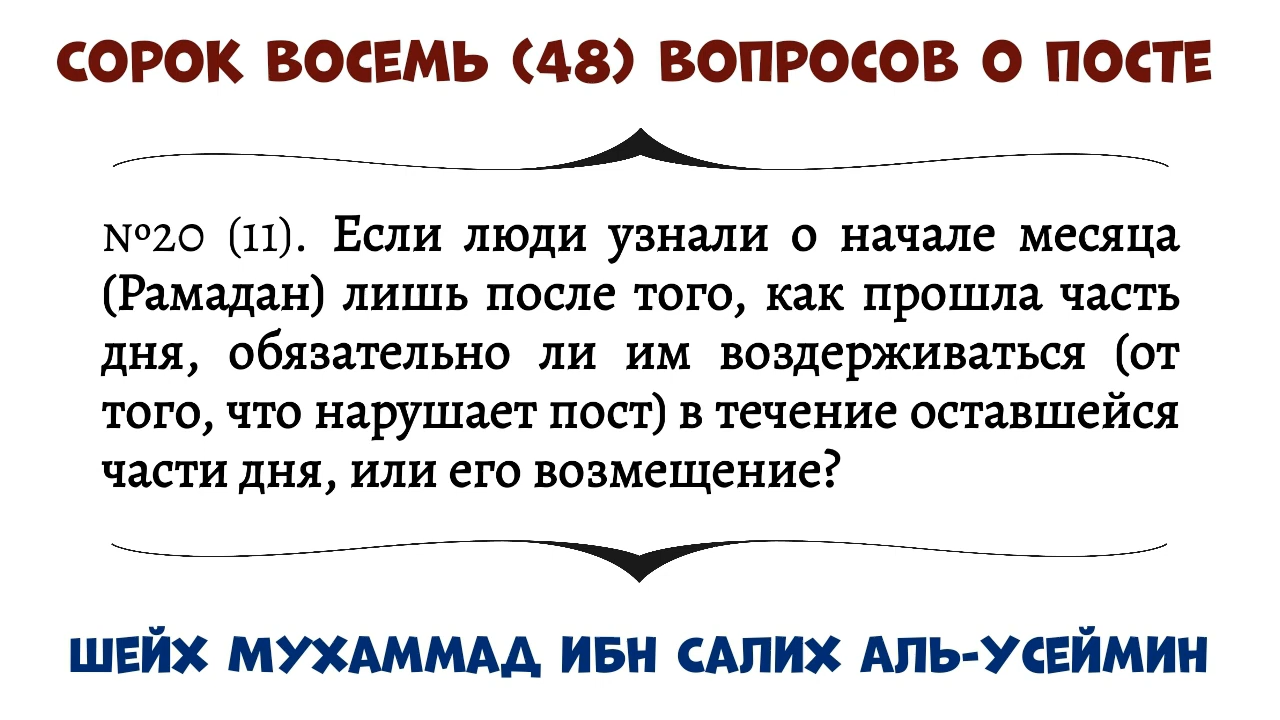 СОРОК ВОСЕМЬ (48) ВОПРОСОВ О ПОСТЕ
№20 (11). Если люди узнали о начале месяца
(Рамадан) лишь после того, как прошла часть
дня, обязательно ли им воздерживаться (от
того, что нарушает пост) в течение оставшейся
части дня, или его возмещение?
ШЕЙХ МУХАММАД ИБН САЛИХ АЛЬ-УСЕЙМИН